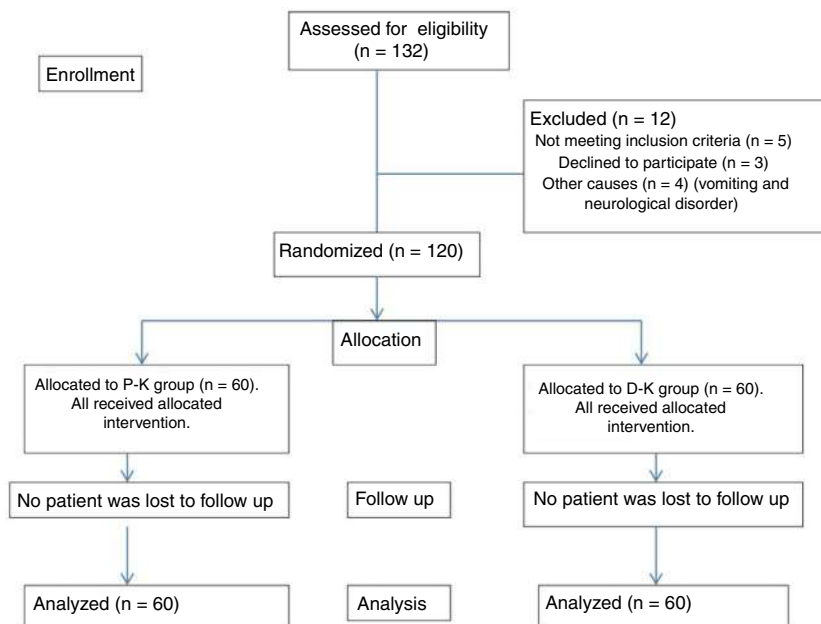 Assessed for eligibility
(n = 132)
Enrollment
Excluded (n = 12)
Not meeting inclusion criteria (n = 5)
Declined to participate (n = 3)
Other causes (n = 4) (vomiting and
neurological disorder)
Randomized (n = 120)
Allocation
Allocated to P-K group (n = 60).
All received allocated
intervention.
Allocated to D-K group (n = 60).
All received allocated
intervention.
No patient was lost to follow up
Follow up
No patient was lost to follow up
Analyzed (n = 60)
Analysis
Analyzed (n = 60)